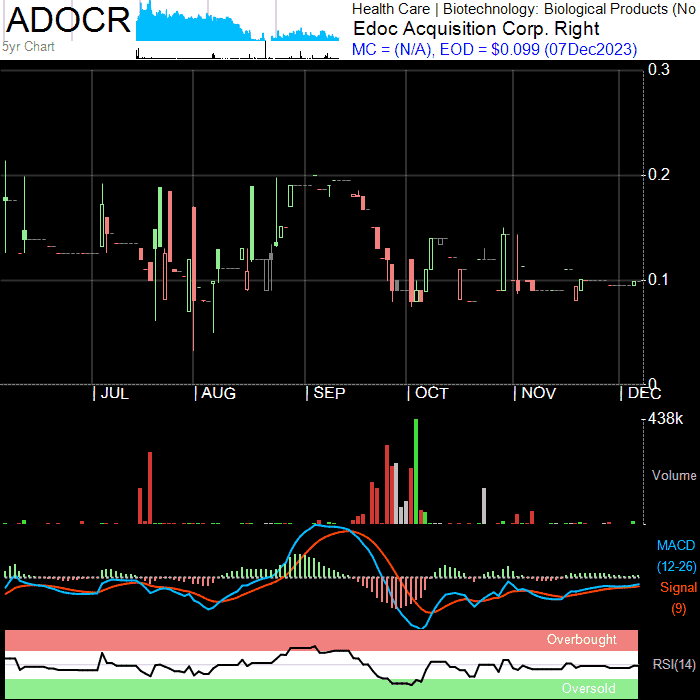 ADOCR
5yr Chart
Health Care | Biotechnology: Biological Products (No
Edoc Acquisition Corp. Right
MC = (N/A), EOD = $0.099 (07Dec2023)
0.3
0.2
0.1
0
| JUL | AUG | SEP | OCT | NOV | DEC
438k
Volume
MACD
(12-26)
Signal
(9)
Overbought
RSI(14)
Oversold